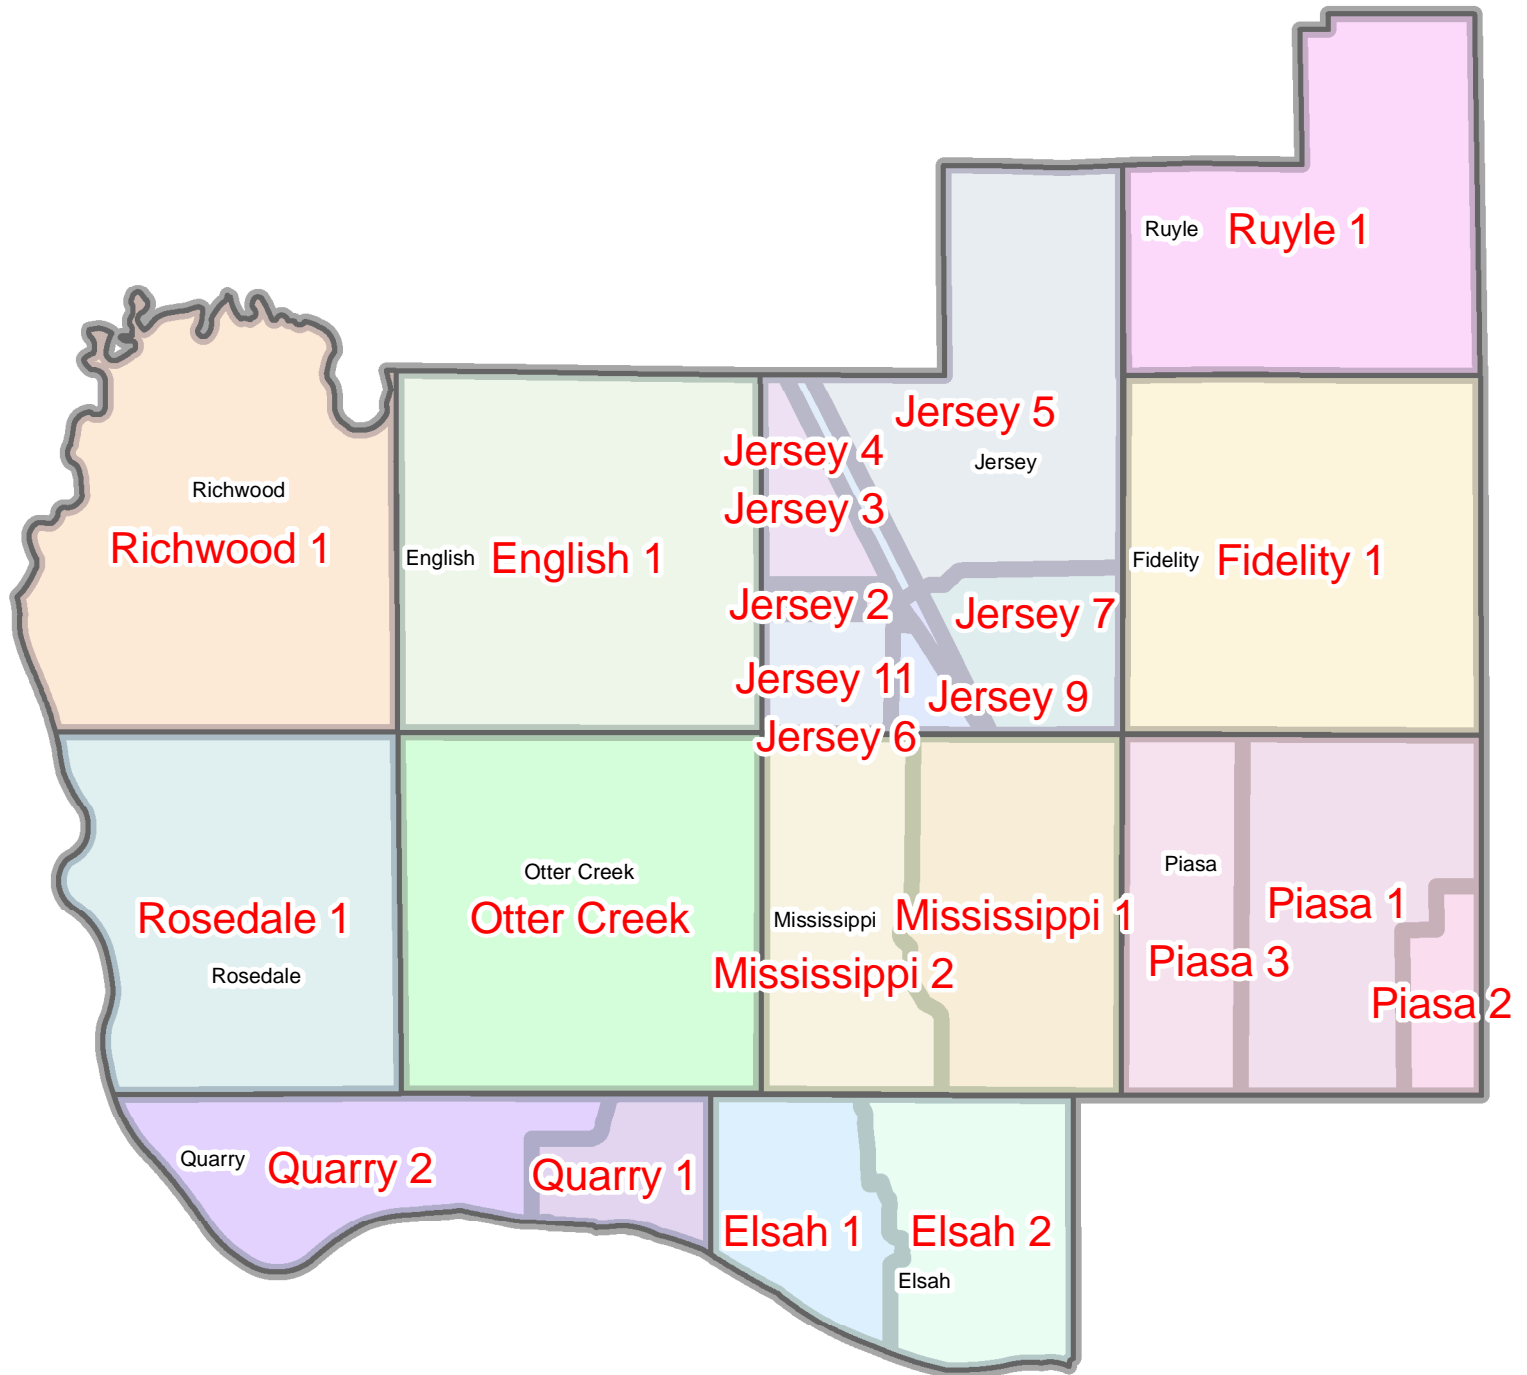 Ruyle
Ruyle 1
Jersey 5
Jersey 4
Jersey
Richwood
Jersey 3
Richwood 1
English
English 1
Fidelity
Fidelity 1
Jersey 2
Jersey 7
Jersey 11
Jersey 9
Jersey 6
Otter Creek
Piasa
Rosedale 1
Otter Creek
Mississippi
Mississippi 1
Piasa 1
Rosedale
Mississippi 2
Piasa 3
Piasa 2
Quarry
Quarry 2
Quarry 1
Elsah 1
Elsah 2
Elsah